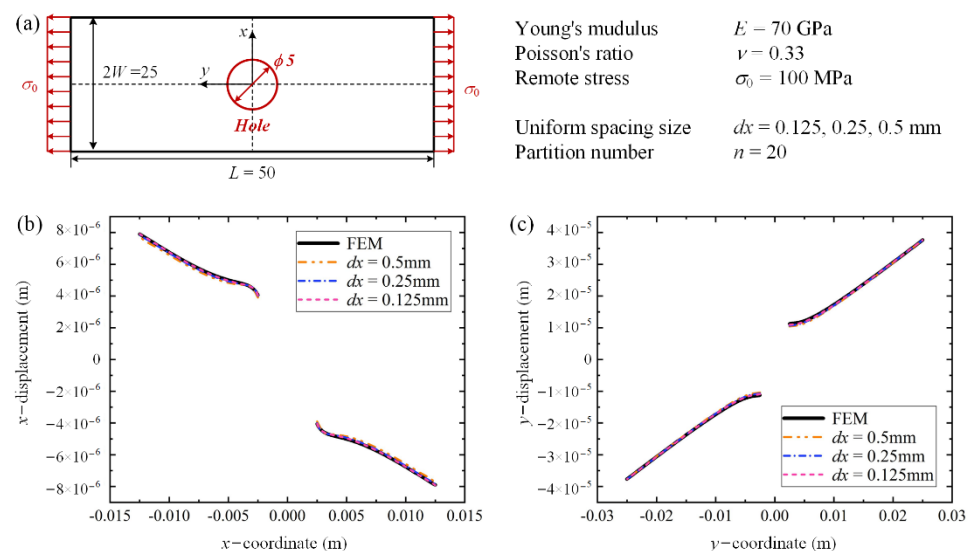 (a)
x
y
ϕ5
2W =25
σ₀
σ₀
Hole
L = 50
Young's mudulus E − 70 GPa
Poisson's ratio ν = 0.33
Remote stress σ₀ = 100 MPa
Uniform spacing size dx = 0.125, 0.25, 0.5 mm
Partition number n = 20
(b)
x−displacement (m)
8×10⁻⁶
6×10⁻⁶
4×10⁻⁶
2×10⁻⁶
0
−2×10⁻⁶
−4×10⁻⁶
−6×10⁻⁶
−8×10⁻⁶
FEM
dx = 0.5mm
dx = 0.25mm
dx = 0.125mm
-0.015 -0.010 -0.005 0.000 0.005 0.010 0.015
x−coordinate (m)
(c)
y−displacement (m)
4×10⁻⁵
3×10⁻⁵
2×10⁻⁵
1×10⁻⁵
0
−1×10⁻⁵
−2×10⁻⁵
−3×10⁻⁵
−4×10⁻⁵
FEM
dx = 0.5mm
dx = 0.25mm
dx = 0.125mm
-0.03 -0.02 -0.01 0.00 0.01 0.02 0.03
y−coordinate (m)